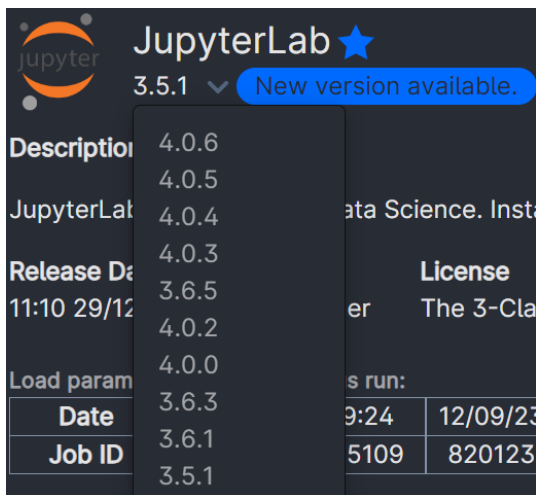 jupyter
JupyterLab
3.5.1 New version available.
4.0.6
4.0.5
4.0.4
4.0.3
3.6.5
4.0.2
4.0.0
3.6.3
3.6.1
3.5.1
Description
JupyterLab ata Science. Inst
Release Da License
11:10 29/12 er The 3-Cla
Load param s run:
Date 9:24 12/09/23
Job ID 5109 820123